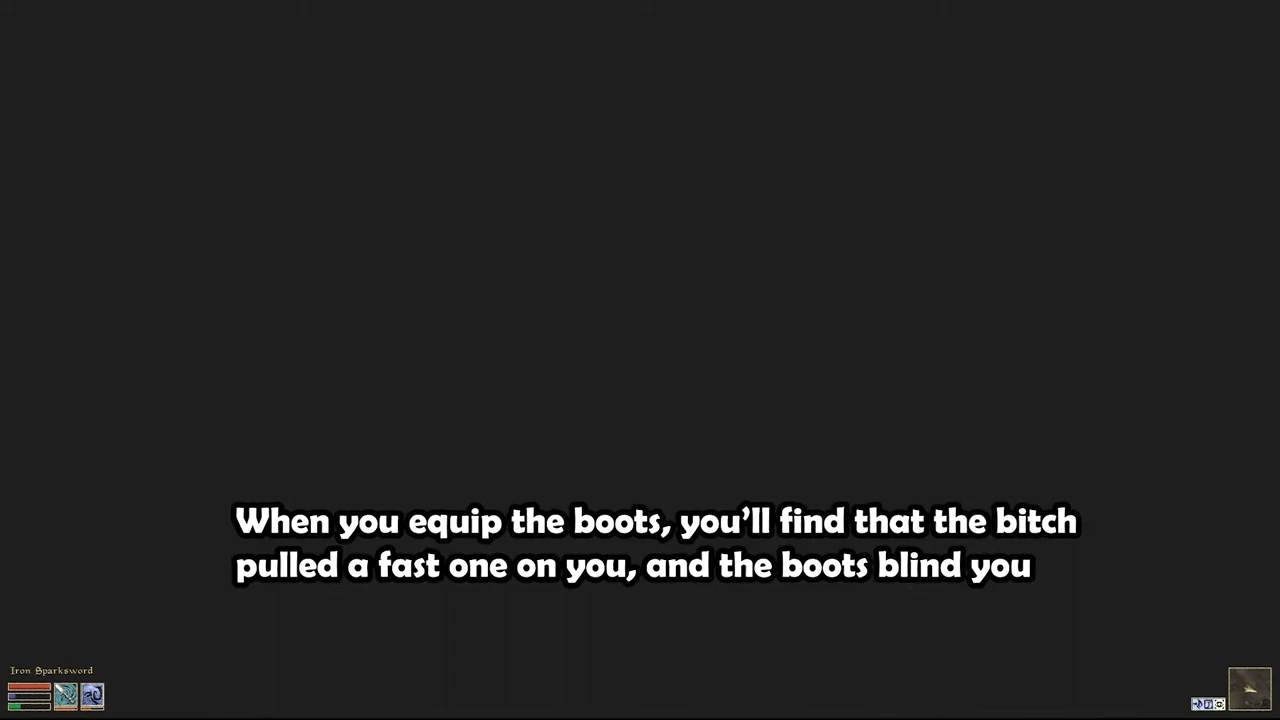 When you equip the boots, you'll find that the bitch
pulled a fast one on you, and the boots blind you
Iron Sparksword